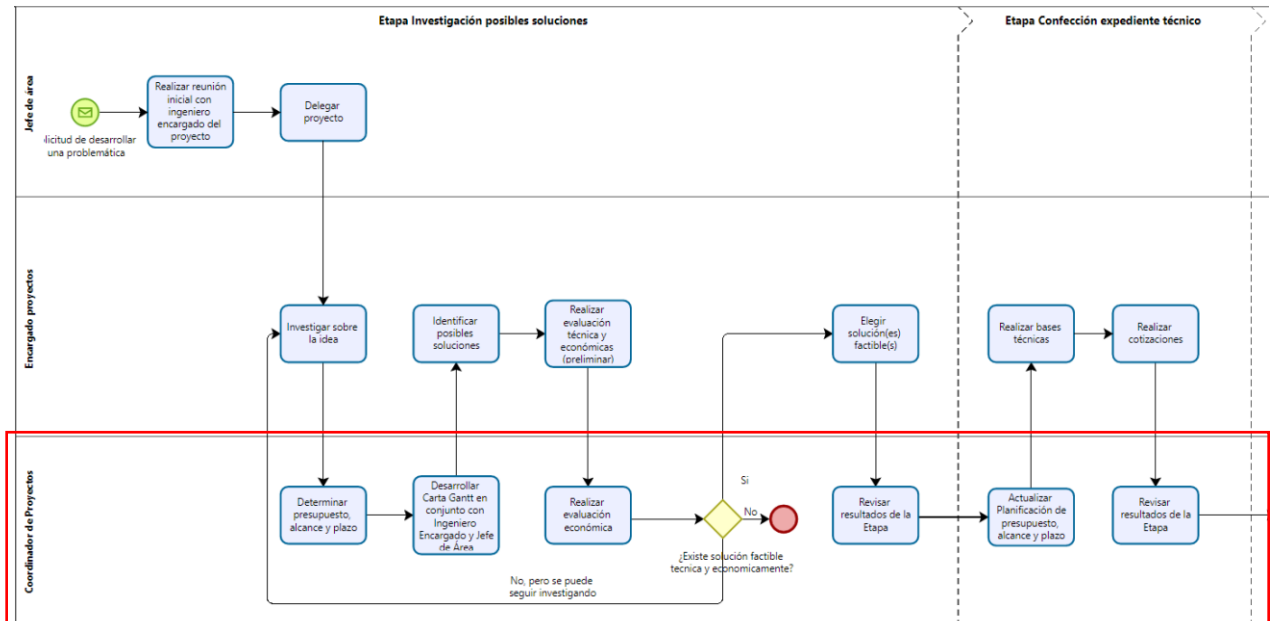 Etapa Investigación posibles soluciones
Etapa Confección expediente técnico
Jefe de área
licitud de desarrollar
una problemática
Realizar reunión
inicial con
ingeniero
encargado del
proyecto
Delegar
proyecto
Encargado proyectos
Investigar sobre
la idea
Identificar
posibles
soluciones
Realizar
evaluación
técnica y
económicas
(preliminar)
Elegir
solución(es)
factible(s)
Realizar bases
técnicas
Realizar
cotizaciones
Coordinador de Proyectos
Determinar
presupuesto,
alcance y plazo
Desarrollar
Carta Gantt en
conjunto con
Ingeniero
Encargado y Jefe
de Área
Realizar
evaluación
económica
Si
No
¿Existe solución factible
tecnica y economicamente?
No, pero se puede
seguir investigando
Revisar
resultados de la
Etapa
Actualizar
Planificación de
presupuesto,
alcance y plazo
Revisar
resultados de la
Etapa